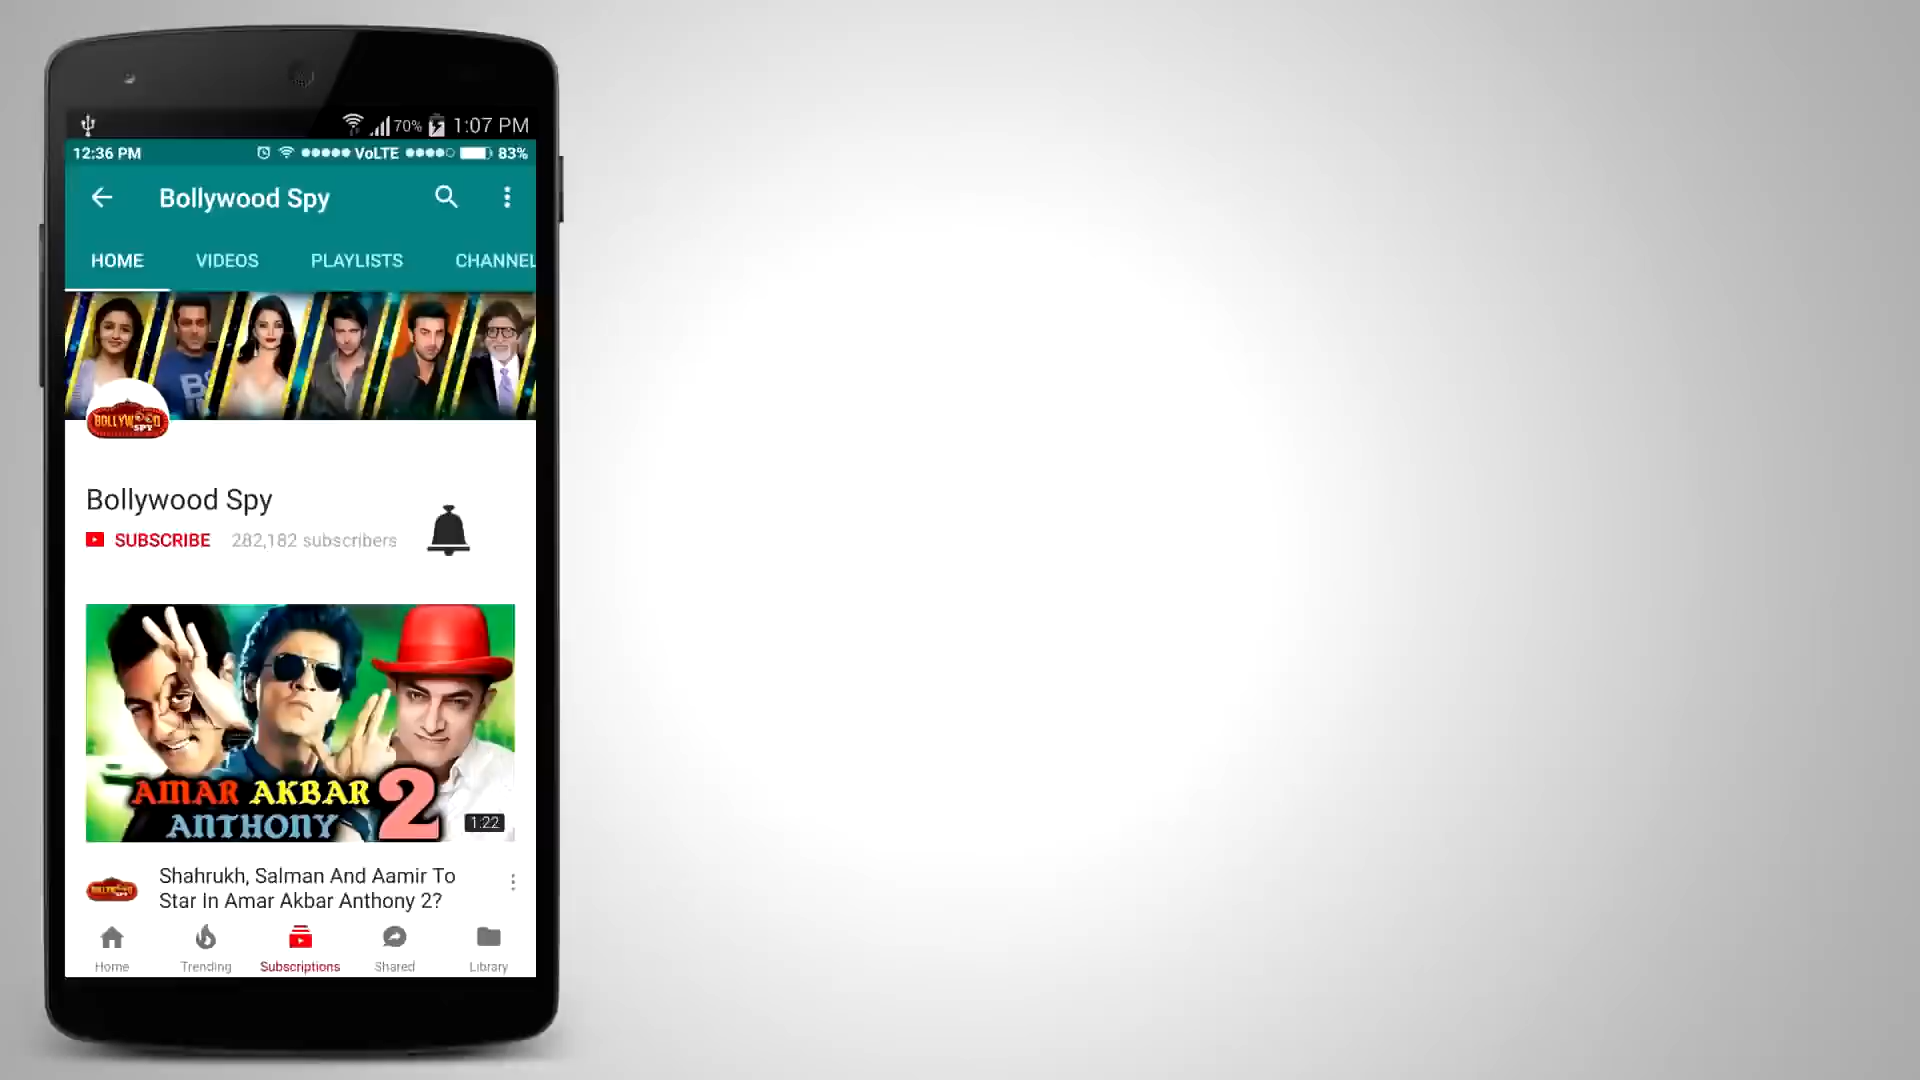 70% 1:07 PM
12:36 PM VoLTE 83%
Bollywood Spy
HOME VIDEOS PLAYLISTS CHANNEL
BOLLYWOOD
SPY
Bollywood Spy
SUBSCRIBE 282,182 subscribers
AMAR AKBAR 2
ANTHONY
1:22
Shahrukh, Salman And Aamir To
Star In Amar Akbar Anthony 2?
Home Trending Subscriptions Shared Library